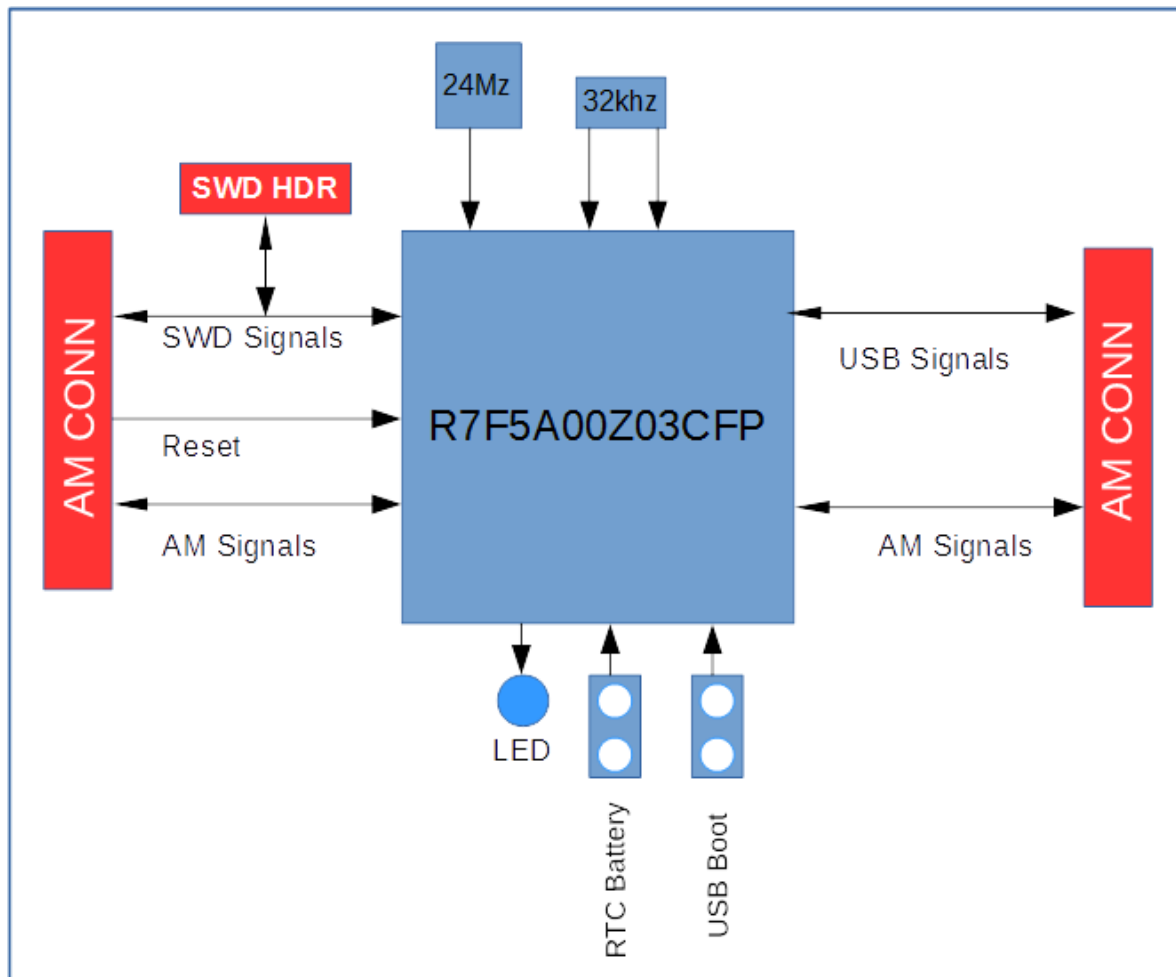 24Mz
32khz
SWD HDR
AM CONN
SWD Signals
Reset
AM Signals
R7F5A00Z03CFP
USB Signals
AM Signals
AM CONN
LED
RTC Battery
USB Boot